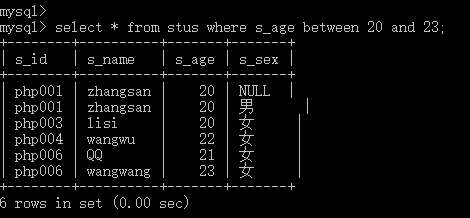 mysql>
mysql> select * from stus where s_age between 20 and 23;
+--------+----------+-------+-------+
| s_id | s_name | s_age | s_sex |
+--------+----------+-------+-------+
| php001 | zhangsan | 20 | NULL |
| php001 | zhangsan | 20 | 男 |
| php003 | lisi | 20 | 女 |
| php004 | wangwu | 22 | 女 |
| php006 | QQ | 21 | 女 |
| php006 | wangwang | 23 | 女 |
+--------+----------+-------+-------+
6 rows in set (0.00 sec)